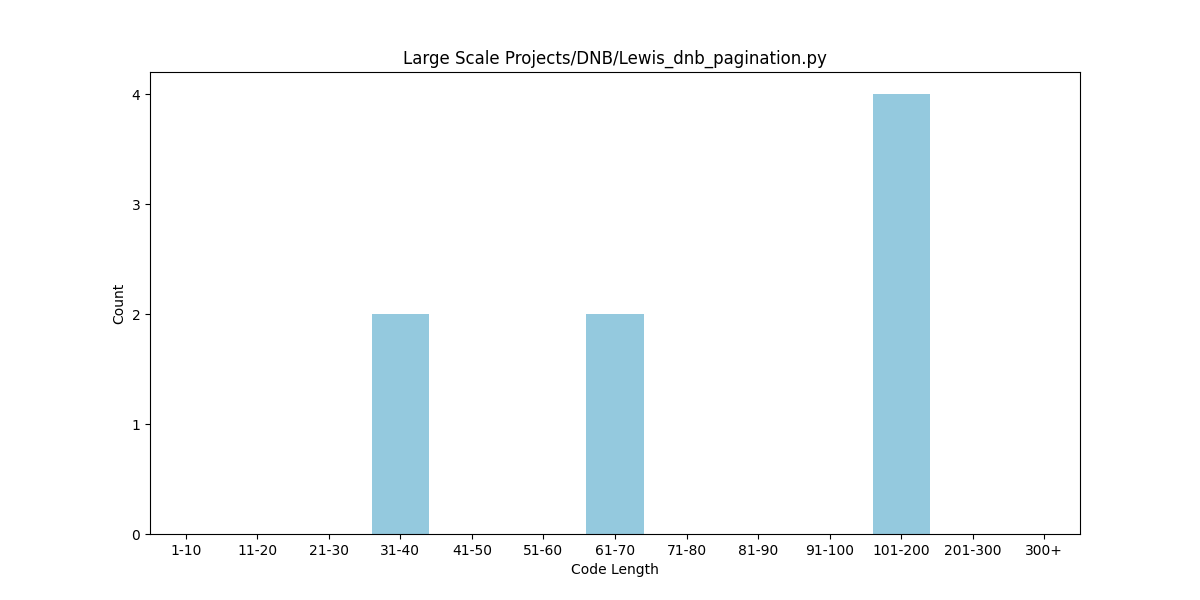 Large Scale Projects/DNB/Lewis_dnb_pagination.py
4
3
2
1
0
Count
1-10 11-20 21-30 31-40 41-50 51-60 61-70 71-80 81-90 91-100 101-200 201-300 300+
Code Length